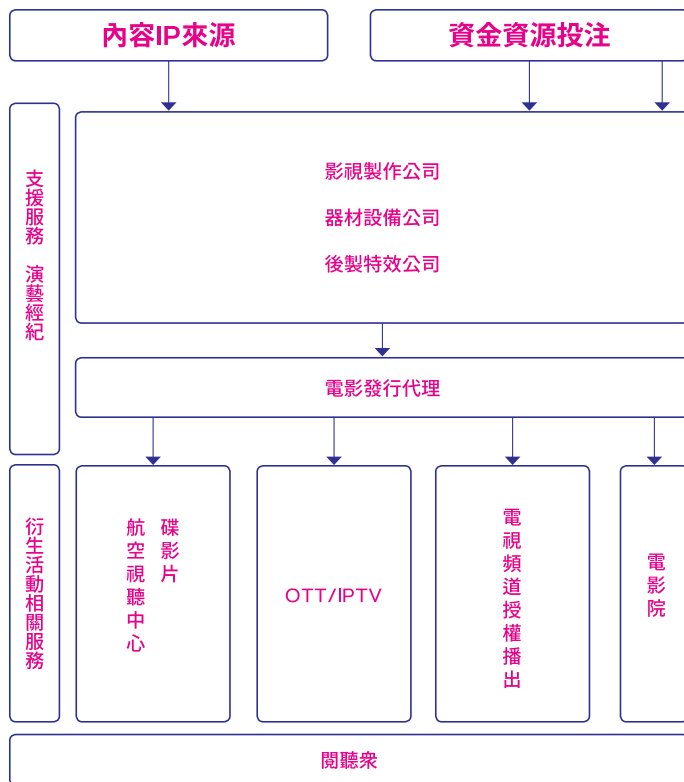 內容IP來源
資金資源投注
支援服務 演藝經紀
影視製作公司
器材設備公司
後製特效公司
電影發行代理
衍生活動相關服務
碟影片
航空視聽中心
OTT/IPTV
電視頻道授權播出
電影院
閱聽衆